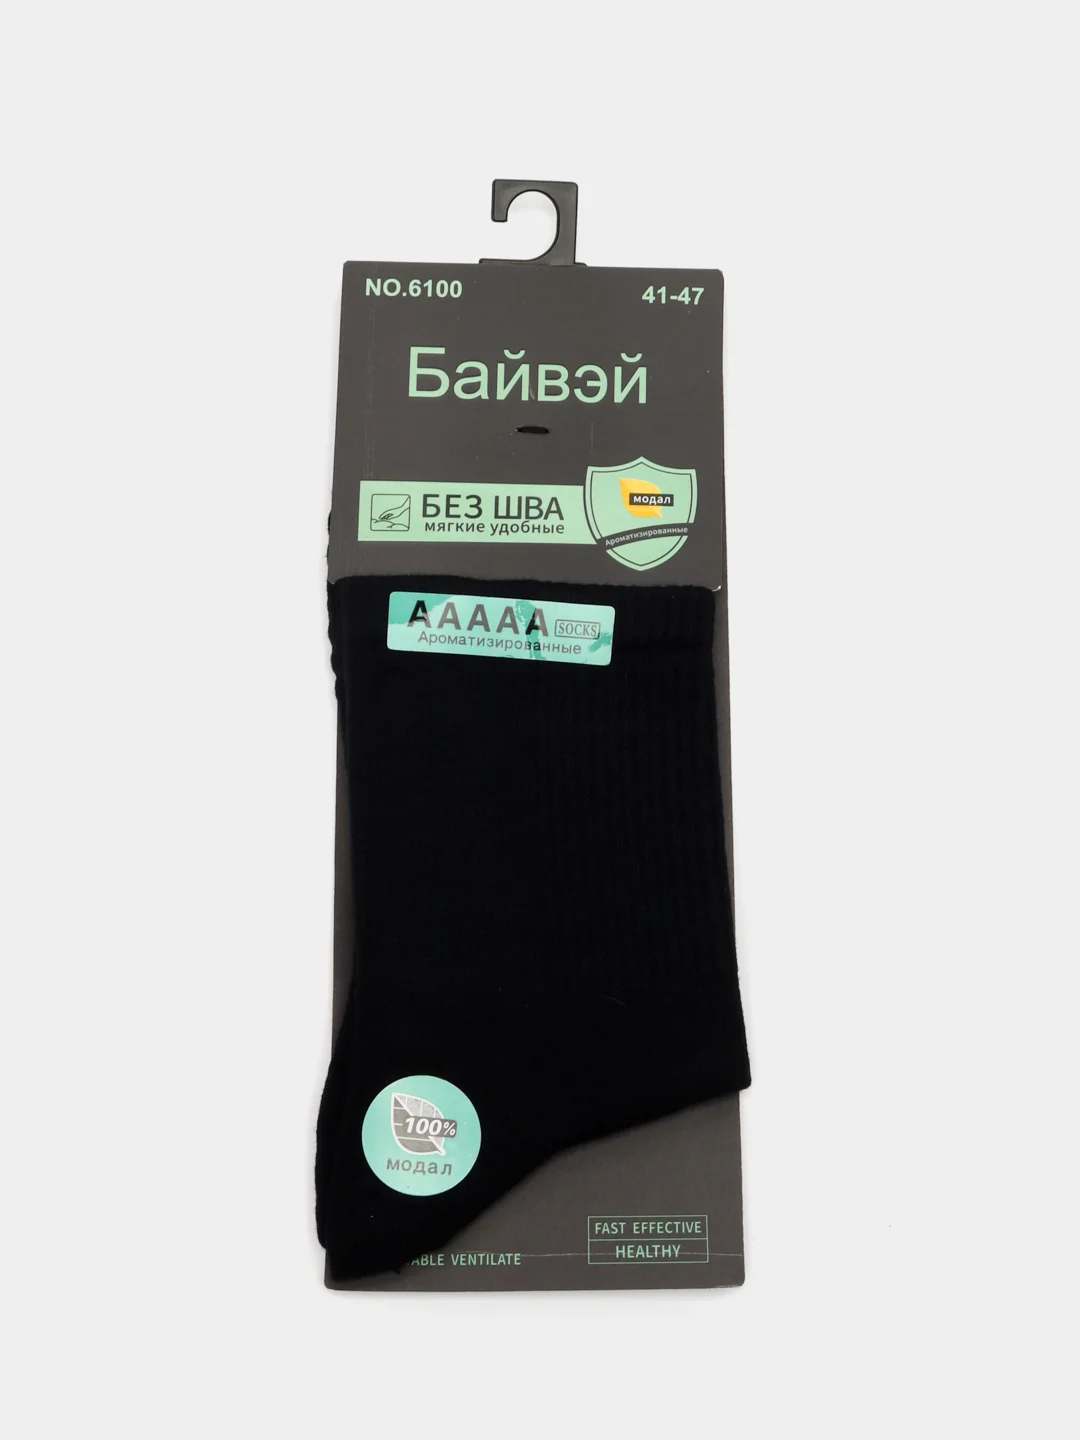 NO.6100 41-47
Байвэй
БЕЗ ШВА
мягкие удобные
модал
Ароматизированные
AAAAA SOCKS
Ароматизированные
100%
модал
FAST EFFECTIVE
HEALTHY
VENTILATE